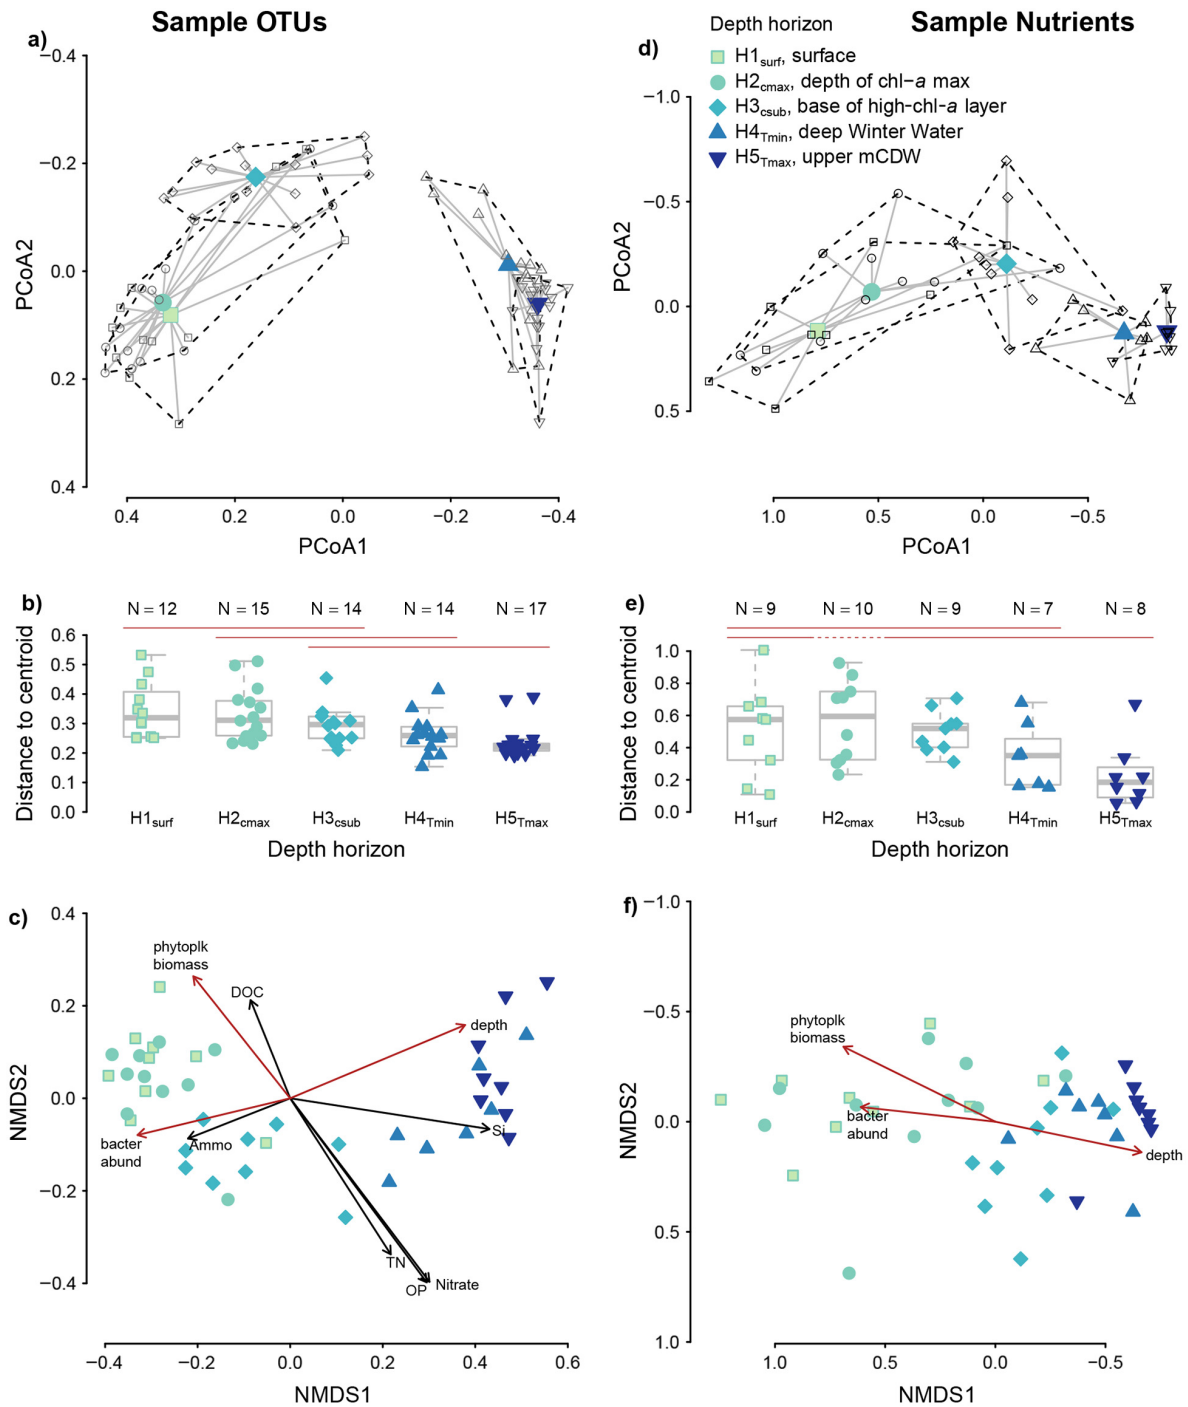 Sample OTUs
Sample Nutrients
a)
−0.4
−0.2
0.0
0.2
0.4
PCoA2
0.4
0.2
0.0
−0.2
−0.4
PCoA1
d)
Depth horizon
H1surf, surface
H2cmax, depth of chl−a max
H3csub, base of high-chl-a layer
H4Tmin, deep Winter Water
H5Tmax, upper mCDW
−1.0
−0.5
0.0
0.5
PCoA2
1.0
0.5
0.0
−0.5
PCoA1
b)
N = 12
N = 15
N = 14
N = 14
N = 17
0.6
0.5
0.4
0.3
0.2
0.1
0.0
Distance to centroid
H1surf
H2cmax
H3csub
H4Tmin
H5Tmax
Depth horizon
e)
N = 9
N = 10
N = 9
N = 7
N = 8
1.0
0.8
0.6
0.4
0.2
0.0
Distance to centroid
H1surf
H2cmax
H3csub
H4Tmin
H5Tmax
Depth horizon
c)
0.4
0.2
0.0
−0.2
−0.4
NMDS2
phytoplk
biomass
DOC
depth
bacter
abund
Ammo
Si
TN
OP
Nitrate
−0.4
−0.2
0.0
0.2
0.4
0.6
NMDS1
f)
−1.0
−0.5
0.0
0.5
1.0
NMDS2
phytoplk
biomass
bacter
abund
depth
1.0
0.5
0.0
−0.5
NMDS1